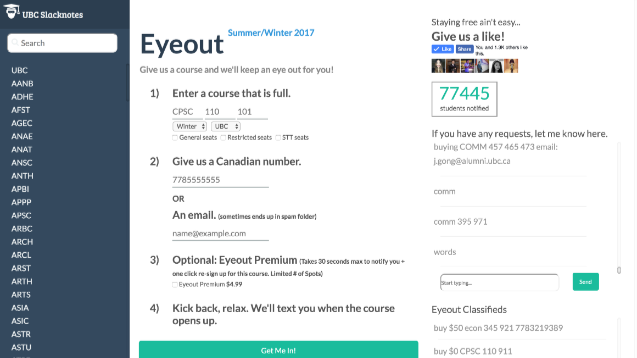 UBC Slacknotes
Search
UBC
AANB
ADHE
AFST
AGEC
ANAE
ANAT
ANSC
ANTH
APBI
APPP
APSC
ARBC
ARCH
ARCL
ARST
ARTH
ARTS
ASIA
ASIC
ASTR
ASTU
Eyeout Summer/Winter 2017
Give us a course and we'll keep an eye out for you!
1) Enter a course that is full.
CPSC 110 101
Winter UBC
General seats Restricted seats STT seats
2) Give us a Canadian number.
7785555555
OR
An email. (sometimes ends up in spam folder)
name@example.com
3) Optional: Eyeout Premium (Takes 30 seconds max to notify you +
one click re-sign up for this course. Limited # of Spots)
Eyeout Premium $4.99
4) Kick back, relax. We'll text you when the course
opens up.
Get Me In!
Staying free ain't easy...
Give us a like!
Like Share You and 1.3K others like
this.
77445
students notified
If you have any requests, let me know here.
buying COMM 457 465 473 email:
j.gong@alumni.ubc.ca
comm
comm 395 971
words
Start typing...
Send
Eyeout Classifieds
buy $50 econ 345 921 7783219389
buy $0 CPSC 110 911